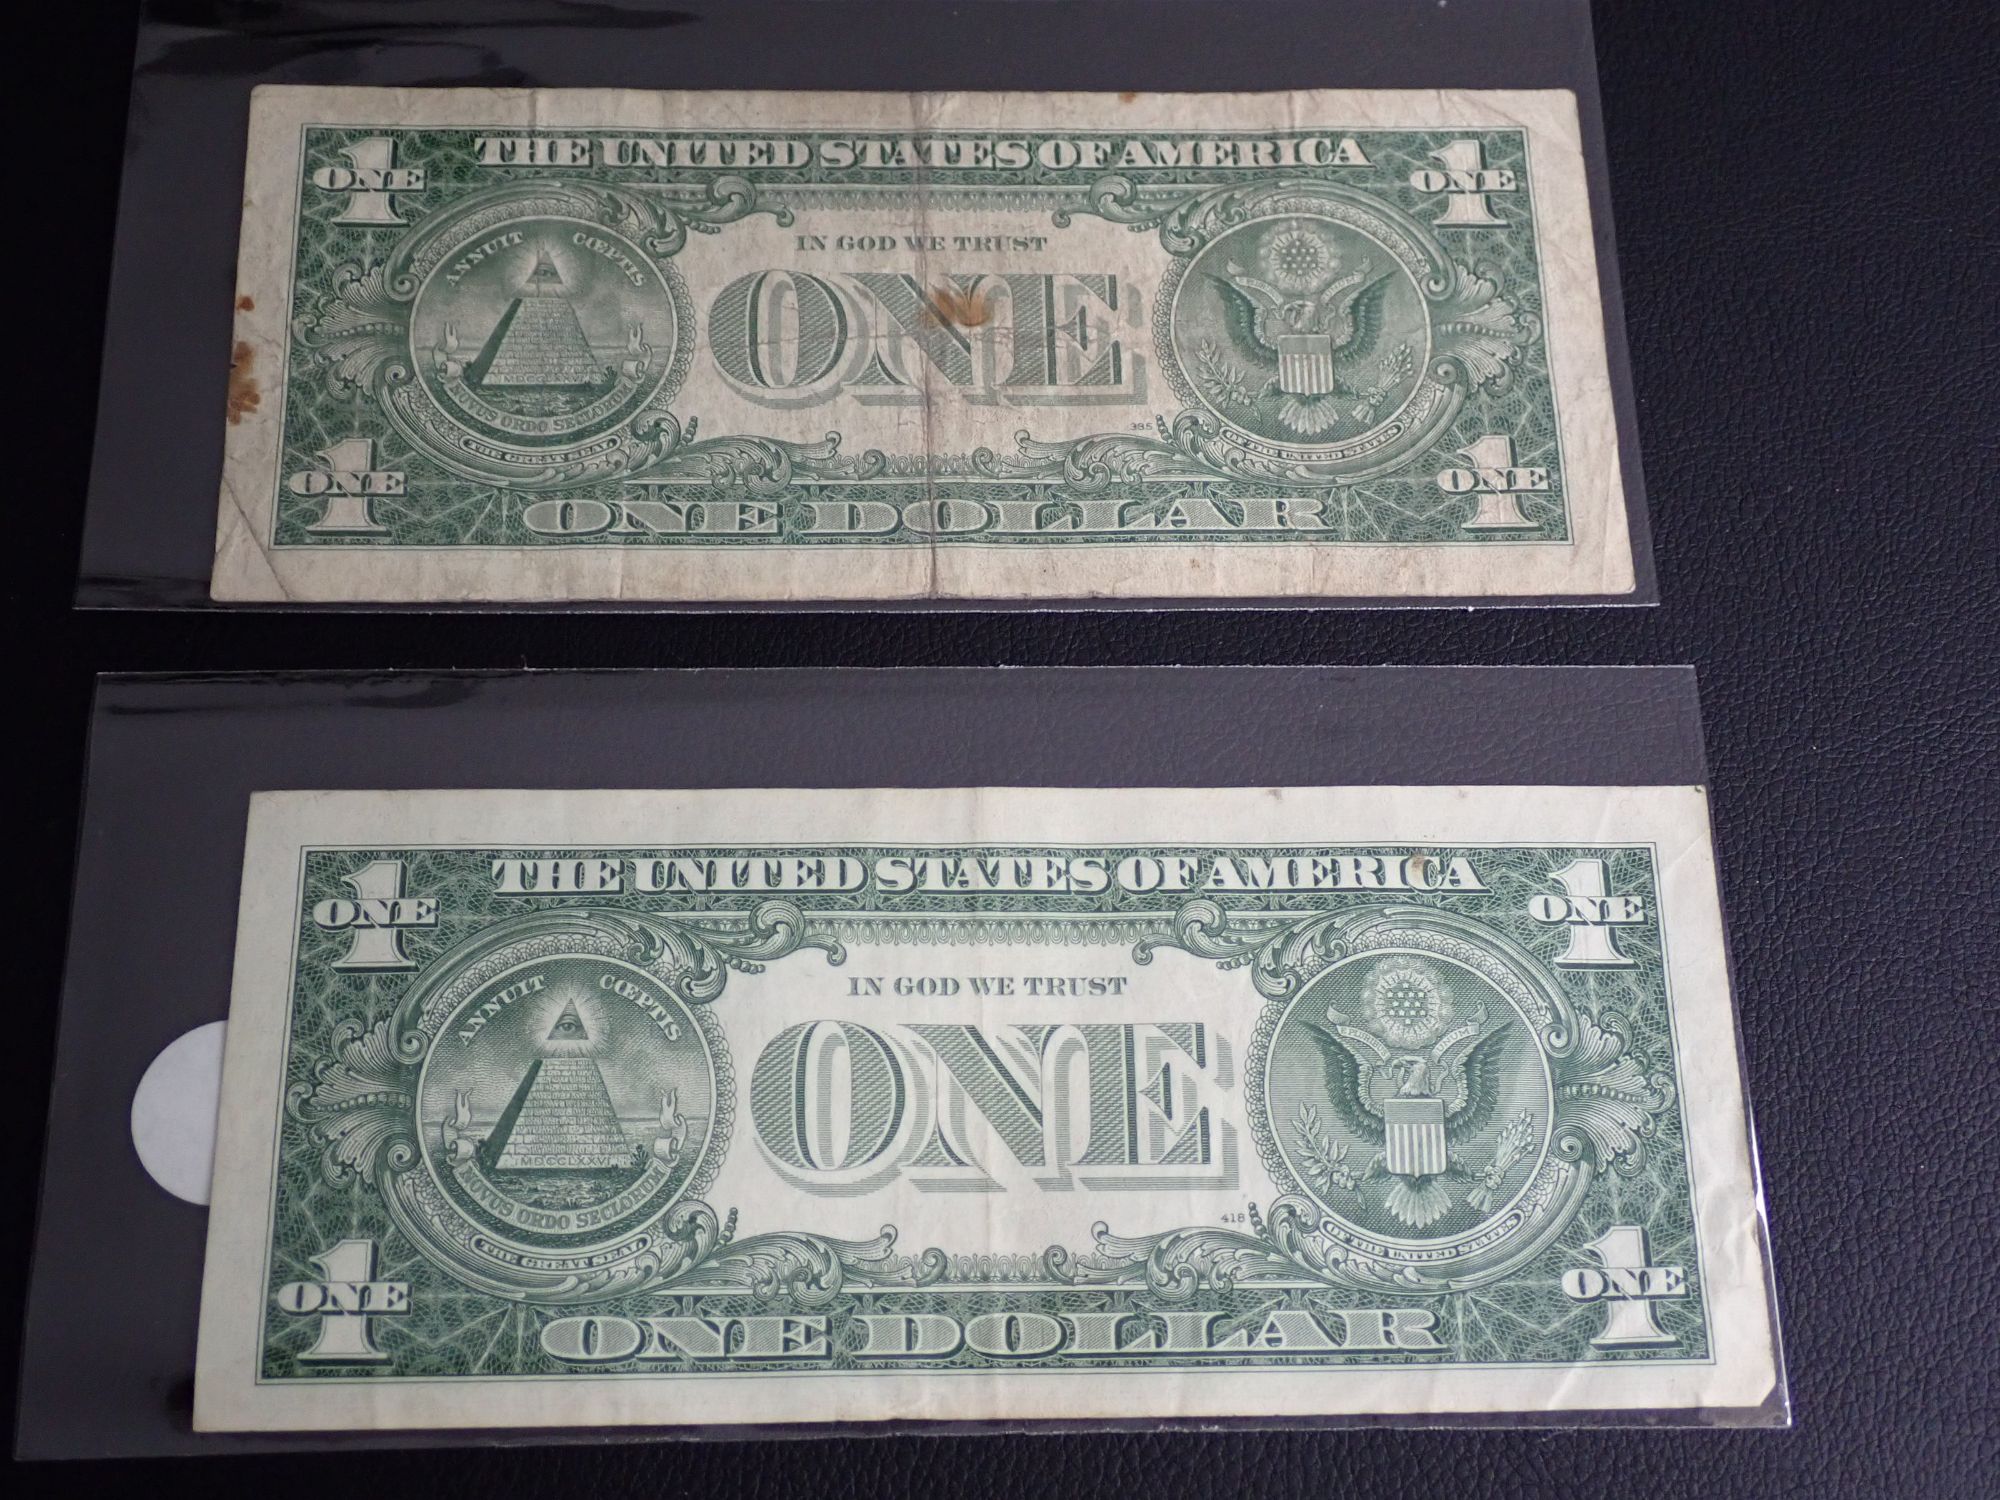 THE UNITED STATES OF AMERICA
1 ONE
1 ONE
ANNUIT CŒPTIS
IN GOD WE TRUST
ONE
NOVUS ORDO SECLORUM
THE GREAT SEAL
385
OF THE UNITED STATES
1 ONE
1 ONE
ONE DOLLAR
THE UNITED STATES OF AMERICA
1 ONE
1 ONE
ANNUIT CŒPTIS
IN GOD WE TRUST
ONE
MDCCLXXVI
NOVUS ORDO SECLORUM
THE GREAT SEAL
418
OF THE UNITED STATES
1 ONE
1 ONE
ONE DOLLAR